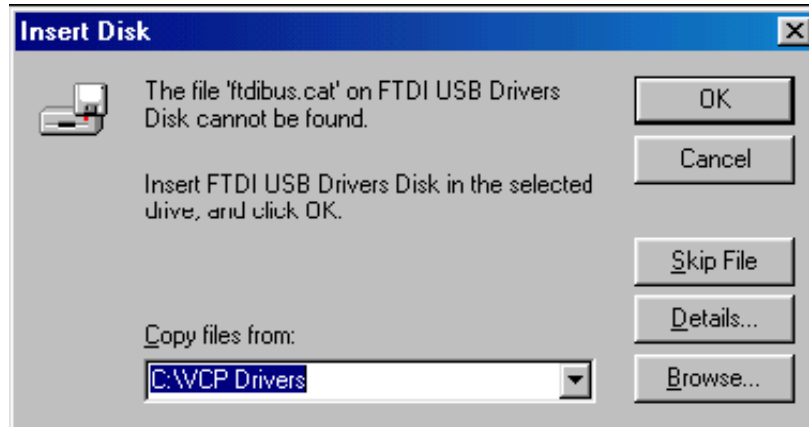 Insert Disk
The file 'ftdibus.cat' on FTDI USB Drivers
Disk cannot be found.
Insert FTDI USB Drivers Disk in the selected
drive, and click OK.
Copy files from:
C:\VCP Drivers
OK
Cancel
Skip File
Details...
Browse...